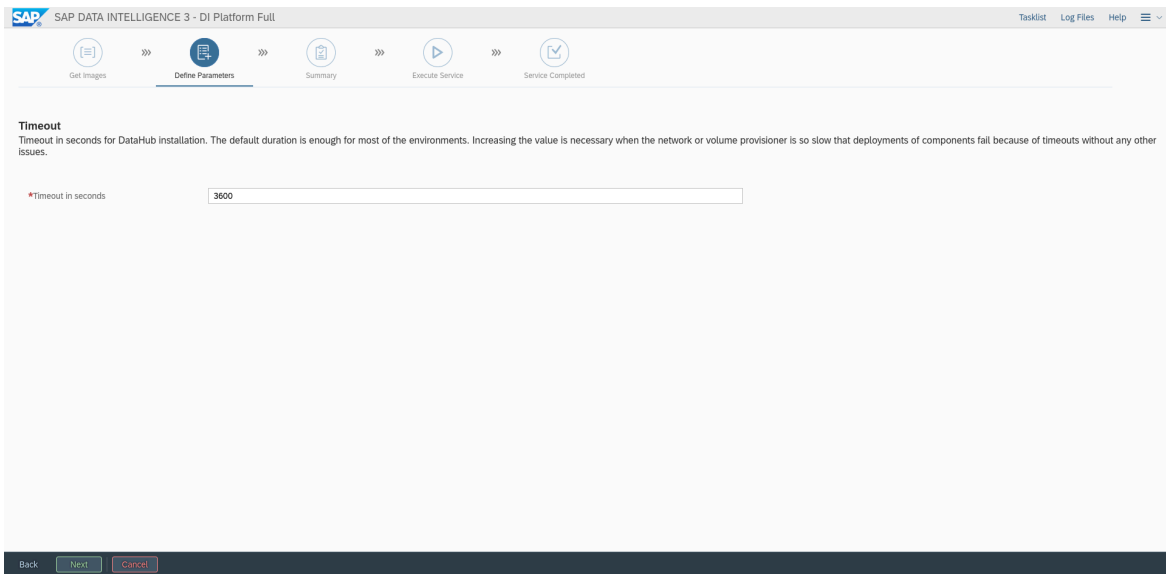 SAP SAP DATA INTELLIGENCE 3 - DI Platform Full Tasklist Log Files Help
Get Images Define Parameters Summary Execute Service Service Completed
Timeout
Timeout in seconds for DataHub installation. The default duration is enough for most of the environments. Increasing the value is necessary when the network or volume provisioner is so slow that deployments of components fail because of timeouts without any other
issues.
*Timeout in seconds 3600
Back Next Cancel